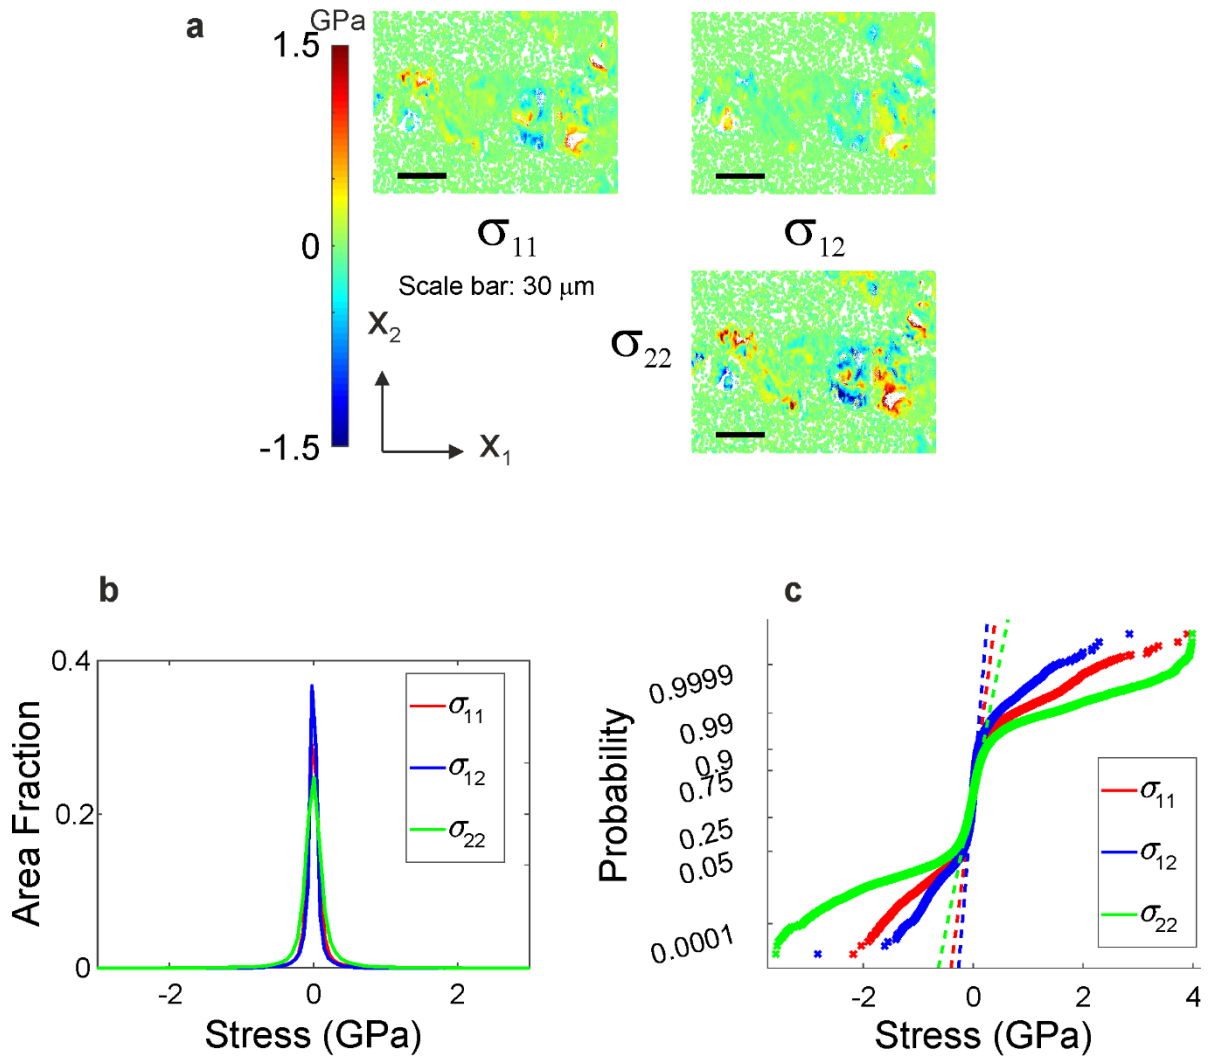 a
GPa
1.5
0
-1.5
σ11
σ12
Scale bar: 30 μm
σ22
x2
x1
b
c
0.4
0.2
0
-2
0
2
Area Fraction
Stress (GPa)
σ11
σ12
σ22
0.9999
0.99
0.9
0.75
0.25
0.05
0.0001
Probability
-2
0
2
4
Stress (GPa)
σ11
σ12
σ22